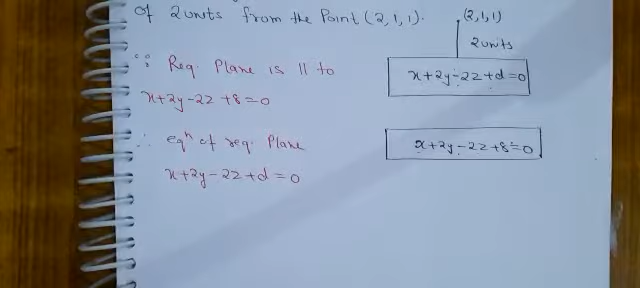 of 2units from the Point (2, 1, 1).
(2,1,1)
2units
∵ Req. Plane is || to
x+2y-2z+d=0
x+2y-2z+8=0
∴ eqⁿ of req. Plane
x+2y-2z+8=0
x+2y-2z+d=0